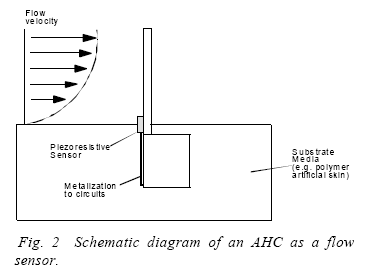 Flow
velocity
Piezoresistive
Sensor
Metalization
to circuits
Substrate
Media
(e.g. polymer
artificial skin)
Fig. 2 Schematic diagram of an AHC as a flow
sensor.